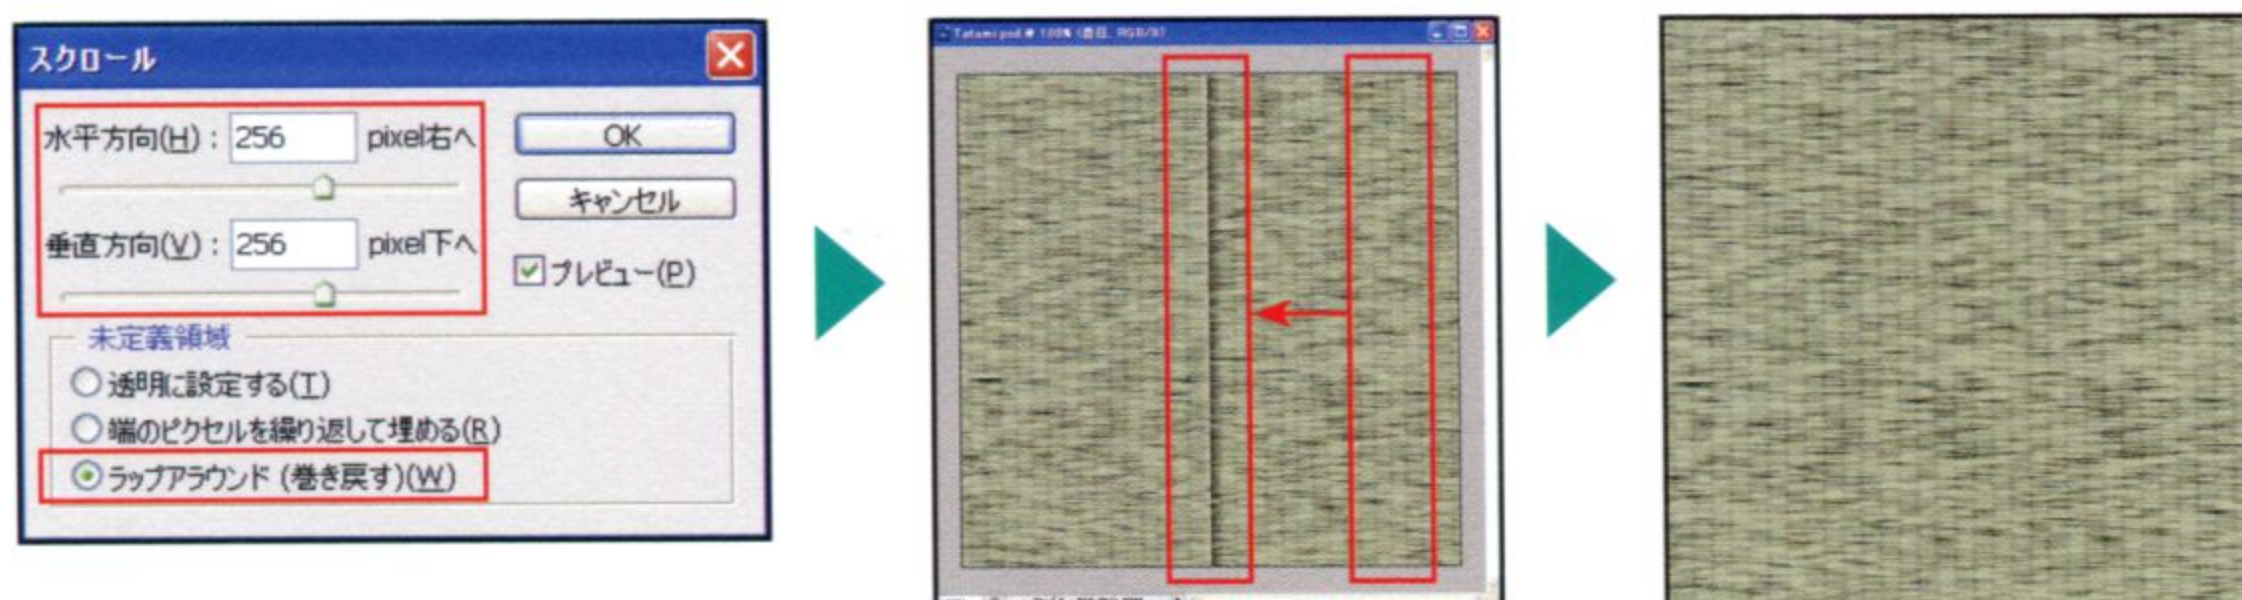 スクロール
水平方向(H) : 256 pixel右へ
垂直方向(V) : 256 pixel下へ
OK
キャンセル
プレビュー(P)
未定義領域
透明に設定する(T)
端のピクセルを繰り返して埋める(R)
ラップアラウンド (巻き戻す)(W)
Tatami.psd @ 100%